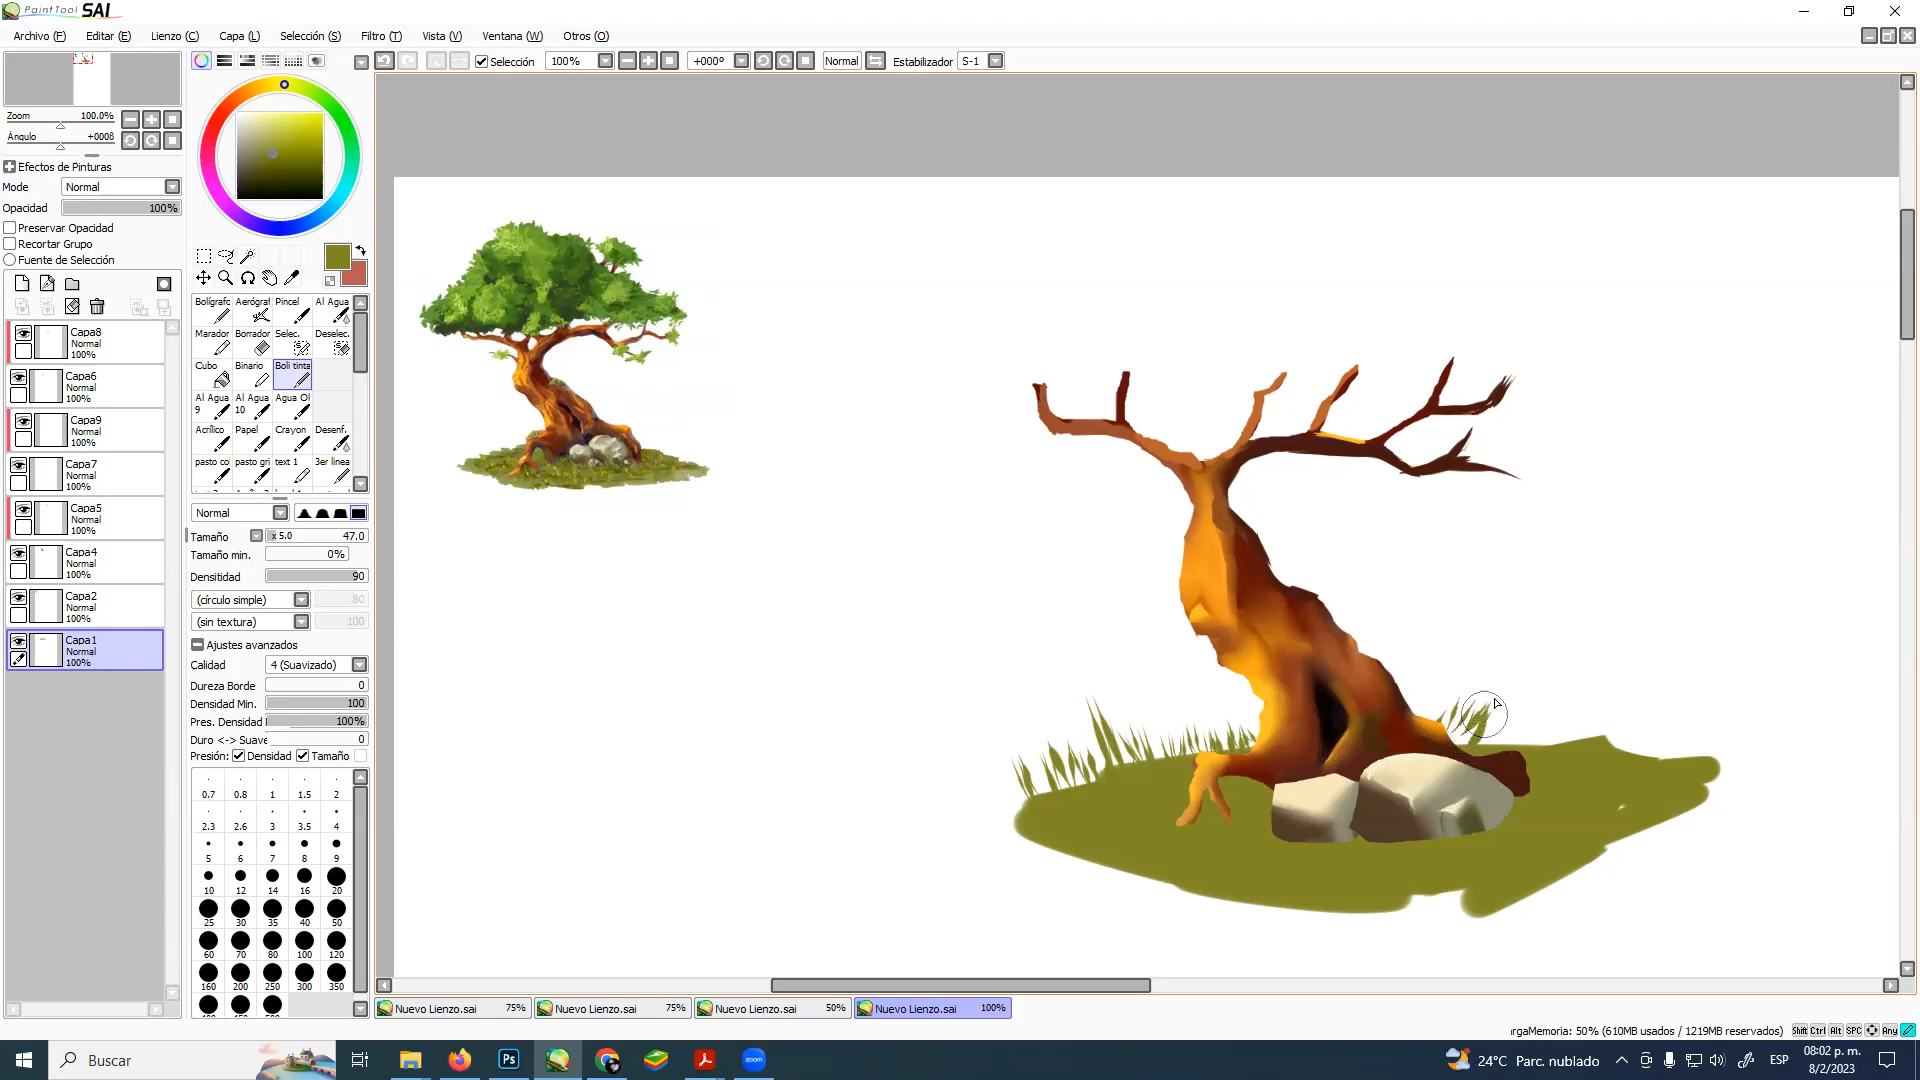 PaintTool SAI
Archivo (F) Editar (E) Lienzo (C) Capa (L) Selección (S) Filtro (T) Vista (V) Ventana (W) Otros (O)
Selección 100% +000º Normal Estabilizador S-1
Zoom 100.0%
Ángulo +000ß
Efectos de Pinturas
Mode Normal
Opacidad 100%
Preservar Opacidad
Recortar Grupo
Fuente de Selección
Capa8
Normal
100%
Capa6
Normal
100%
Capa9
Normal
100%
Capa7
Normal
100%
Capa5
Normal
100%
Capa4
Normal
100%
Capa2
Normal
100%
Capa1
Normal
100%
Bolígrafc Aerógraf Pincel Al Agua
Marador Borrador Selec. Deselec.
Cubo Binario Boli tinta
Al Agua 9 Al Agua 10 Agua Ol
Acrílico Papel Crayon Desenf.
pasto col pasto gri text 1 3er linea
Normal
Tamaño x 5.0 47.0
Tamaño min. 0%
Densitidad 90
(círculo simple) 80
(sin textura) 100
Ajustes avanzados
Calidad 4 (Suavizado)
Dureza Borde 0
Densidad Min. 100
Pres. Densidad 100%
Duro <-> Suave 0
Presión: Densidad Tamaño
0.7 0.8 1 1.5 2
2.3 2.6 3 3.5 4
5 6 7 8 9
10 12 14 16 20
25 30 35 40 50
60 70 80 100 120
160 200 250 300 350
Nuevo Lienzo.sai 75% Nuevo Lienzo.sai 75% Nuevo Lienzo.sai 50% Nuevo Lienzo.sai 100%
rgaMemoria: 50% (610MB usados / 1219MB reservados) Shift Ctrl Alt SPC Any
Buscar
Ps
zoom
24°C Parc. nublado ESP
08:02 p. m.
8/2/2023